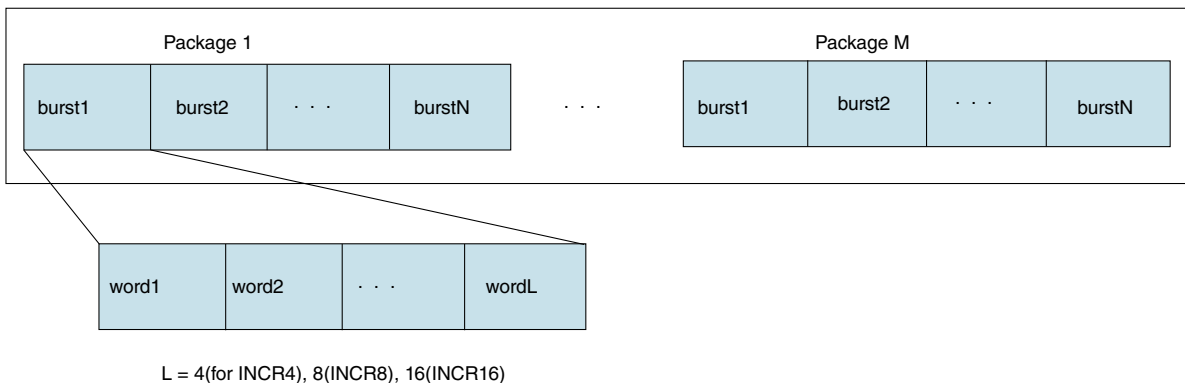 Package 1 Package M
burst1 burst2 . . . burstN . . . burst1 burst2 . . . burstN
word1 word2 . . . wordL
L = 4(for INCR4), 8(INCR8), 16(INCR16)